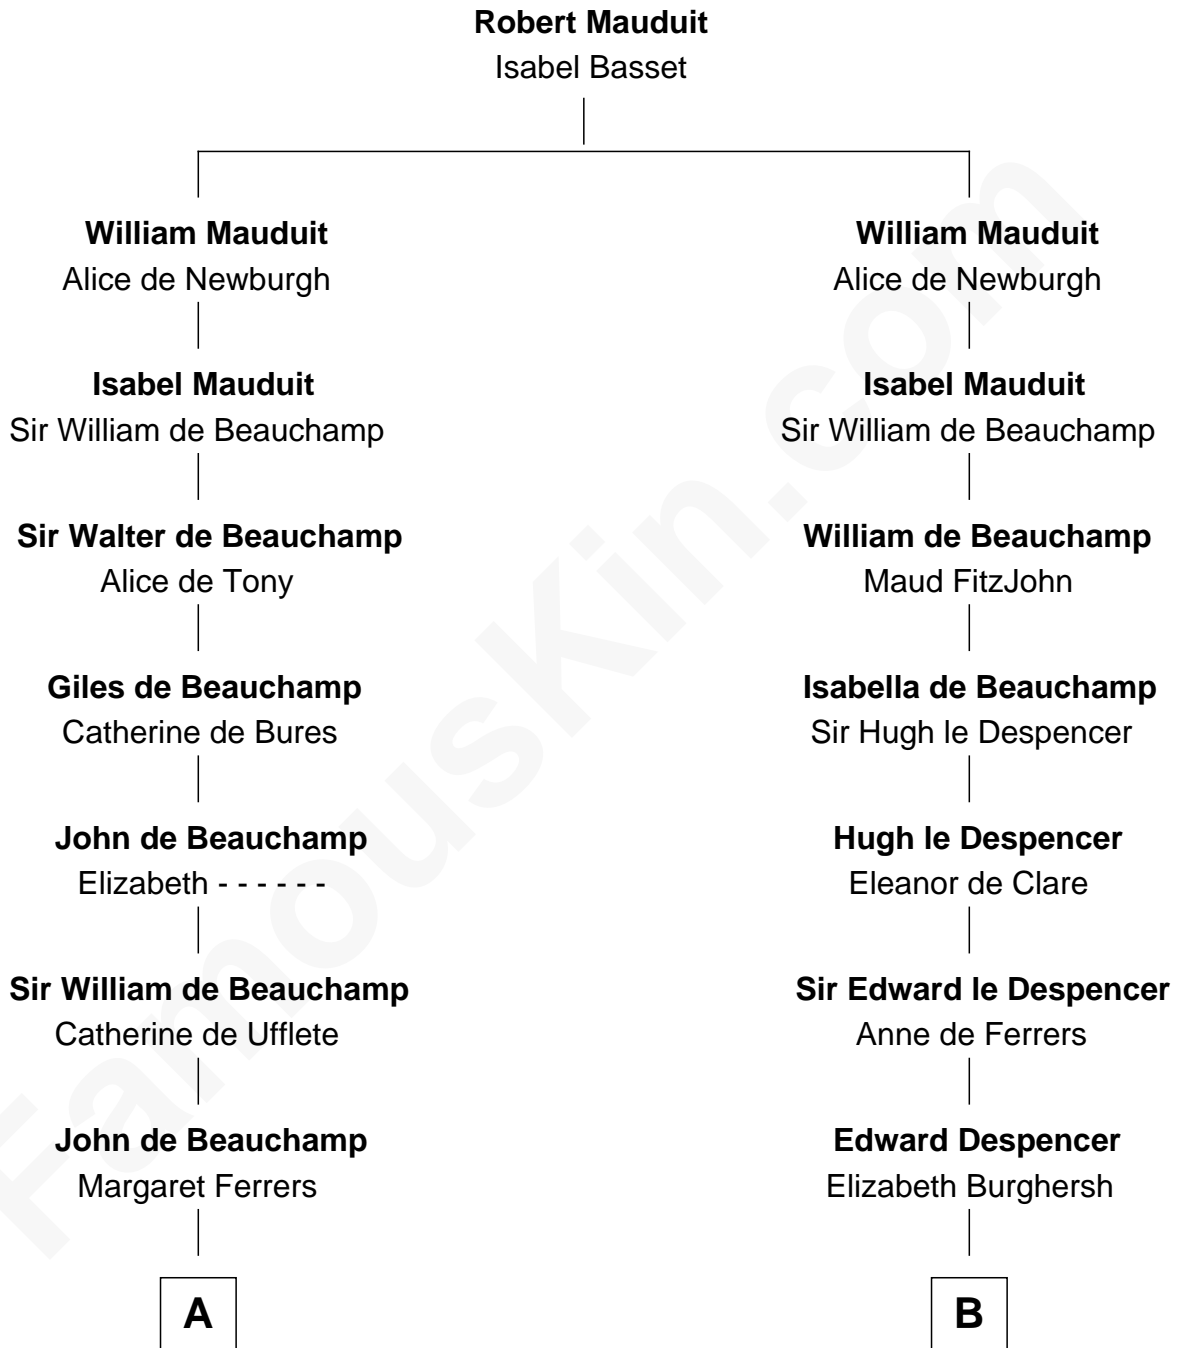 Robert Mauduit
Isabel Basset
William Mauduit
Alice de Newburgh
William Mauduit
Alice de Newburgh
Isabel Mauduit
Sir William de Beauchamp
Isabel Mauduit
Sir William de Beauchamp
Sir Walter de Beauchamp
Alice de Tony
William de Beauchamp
Maud FitzJohn
Giles de Beauchamp
Catherine de Bures
Isabella de Beauchamp
Sir Hugh le Despencer
John de Beauchamp
Elizabeth - - - - - -
Hugh le Despencer
Eleanor de Clare
Sir William de Beauchamp
Catherine de Ufflete
Sir Edward le Despencer
Anne de Ferrers
John de Beauchamp
Margaret Ferrers
Edward Despencer
Elizabeth Burghersh
A
B
FamousKin.com